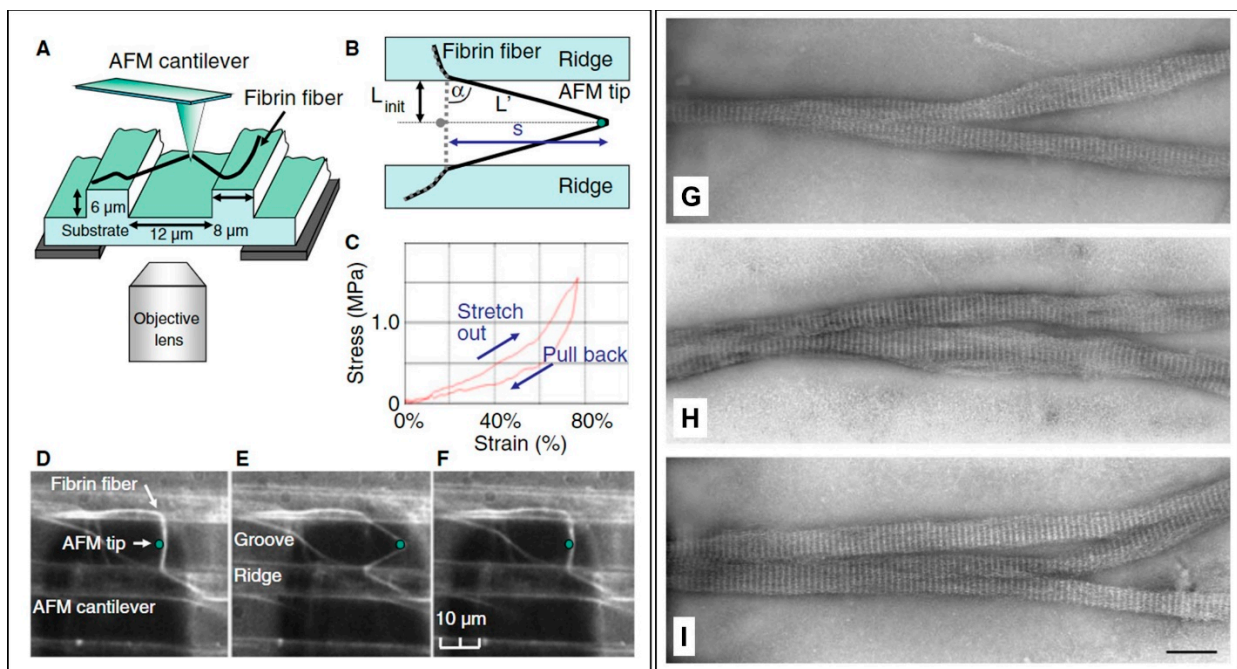 A
AFM cantilever
Fibrin fiber
6 µm
Substrate
12 µm
8 µm
Objective
lens
B
Fibrin fiber
Ridge
AFM tip
L init
α
L'
s
Ridge
C
Stress (MPa)
1.0
0
Stretch
out
Pull back
0%
40%
80%
Strain (%)
D
Fibrin fiber
AFM tip
AFM cantilever
E
Groove
Ridge
F
10 µm
G
H
I